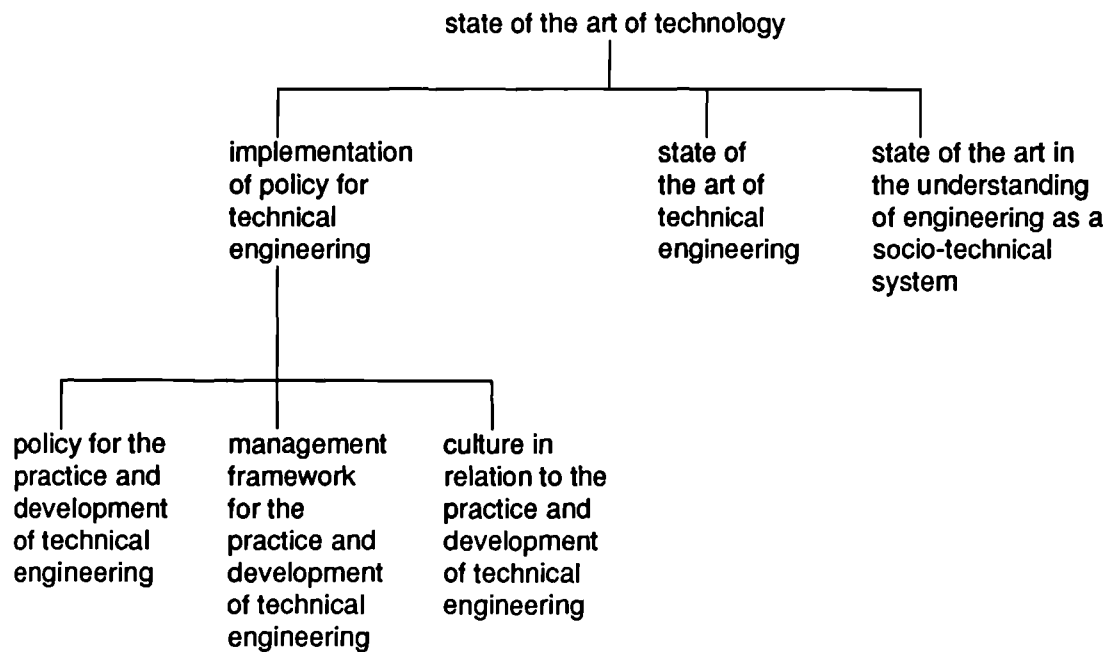 state of the art of technology
implementation
of policy for
technical
engineering
state of
the art of
technical
engineering
state of the art in
the understanding
of engineering as a
socio-technical
system
policy for the
practice and
development
of technical
engineering
management
framework
for the
practice and
development
of technical
engineering
culture in
relation to the
practice and
development
of technical
engineering